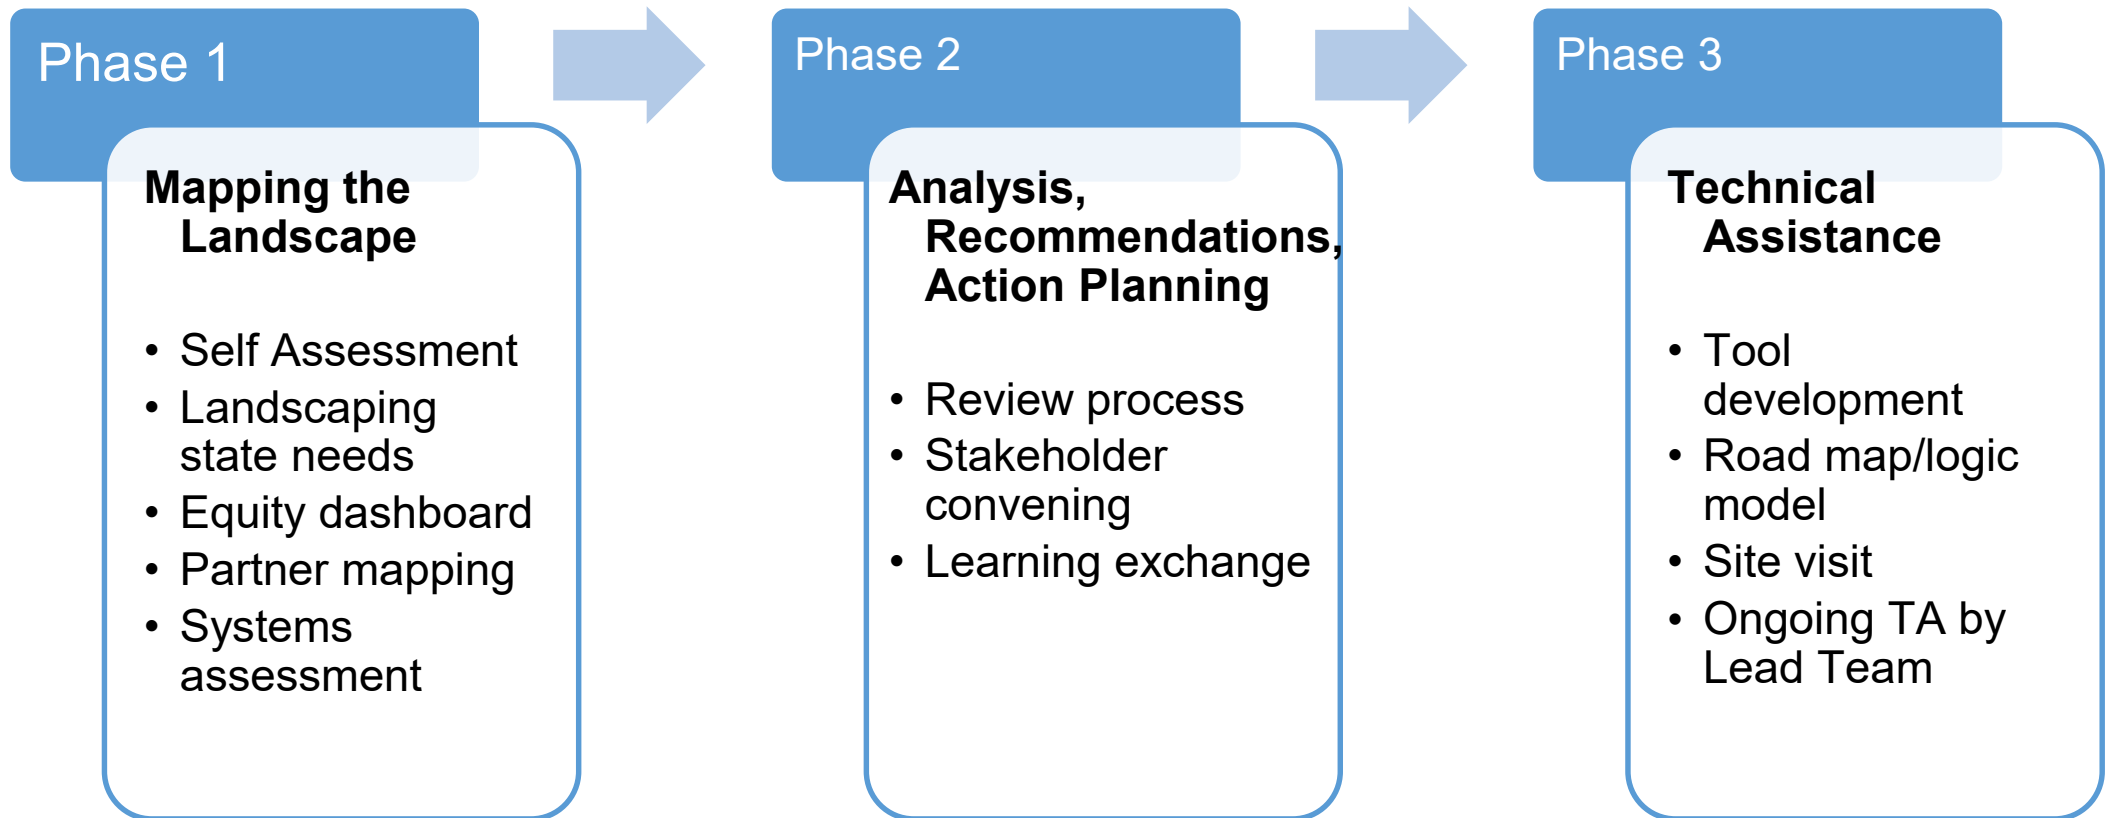 Phase 1
Mapping the
Landscape
• Self Assessment
• Landscaping
state needs
• Equity dashboard
• Partner mapping
• Systems
assessment
Phase 2
Analysis,
Recommendations,
Action Planning
• Review process
• Stakeholder
convening
• Learning exchange
Phase 3
Technical
Assistance
• Tool
development
• Road map/logic
model
• Site visit
• Ongoing TA by
Lead Team